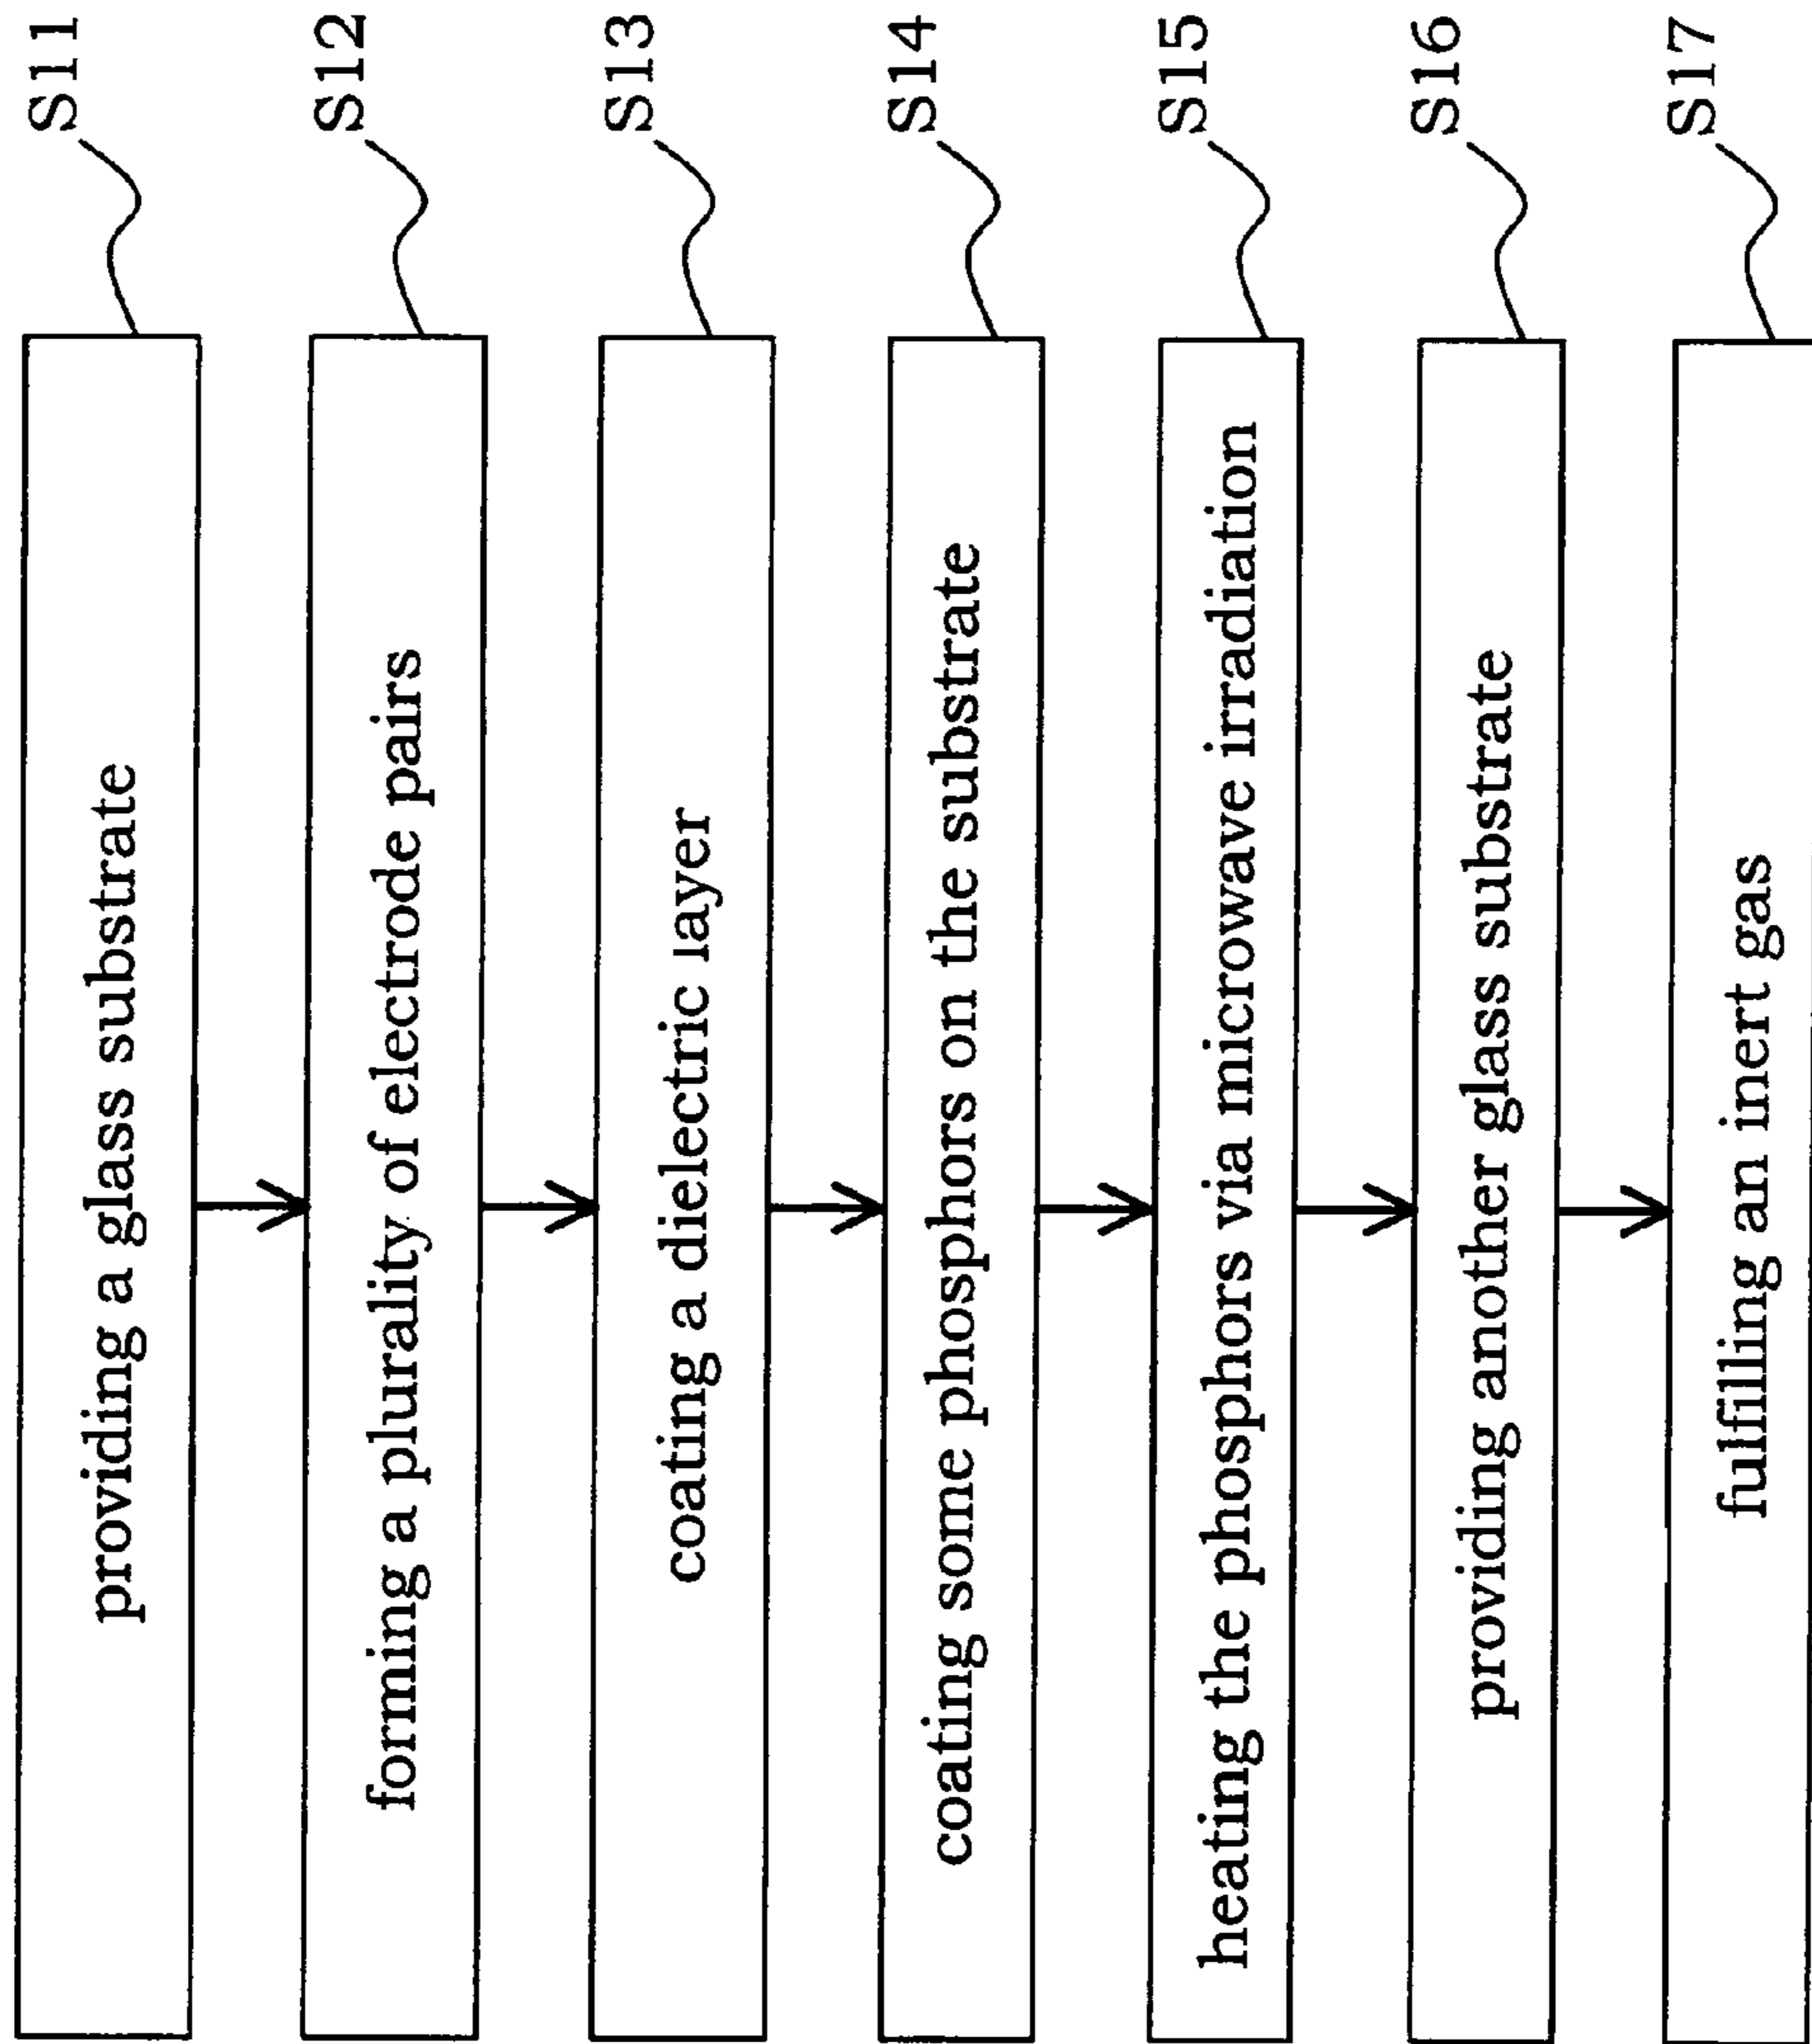 providing a glass substrate S11
forming a plurality of electrode pairs S12
coating a dielectric layer S13
coating some phosphors on the substrate S14
heating the phosphors via microwave irradiation S15
providing another glass substrate S16
fulfilling an inert gas S17